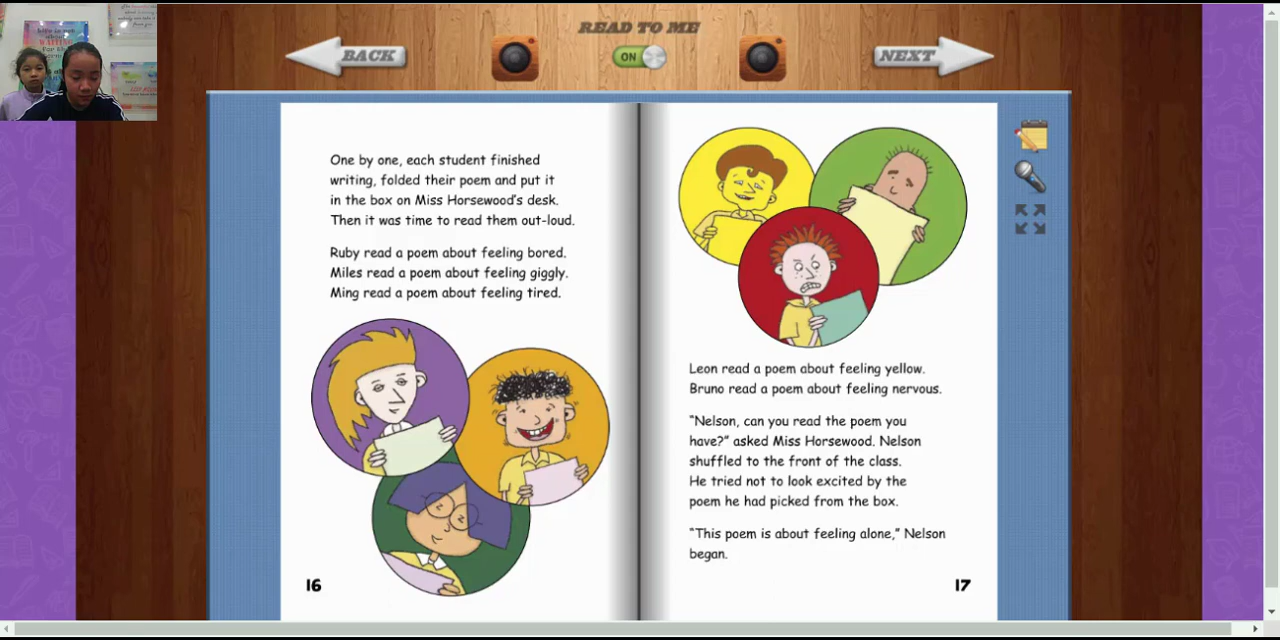 READ TO ME
BACK
ON
NEXT
One by one, each student finished
writing, folded their poem and put it
in the box on Miss Horsewood's desk.
Then it was time to read them out-loud.
Ruby read a poem about feeling bored.
Miles read a poem about feeling giggly.
Ming read a poem about feeling tired.
16
Leon read a poem about feeling yellow.
Bruno read a poem about feeling nervous.
"Nelson, can you read the poem you
have?" asked Miss Horsewood. Nelson
shuffled to the front of the class.
He tried not to look excited by the
poem he had picked from the box.
"This poem is about feeling alone," Nelson
began.
17